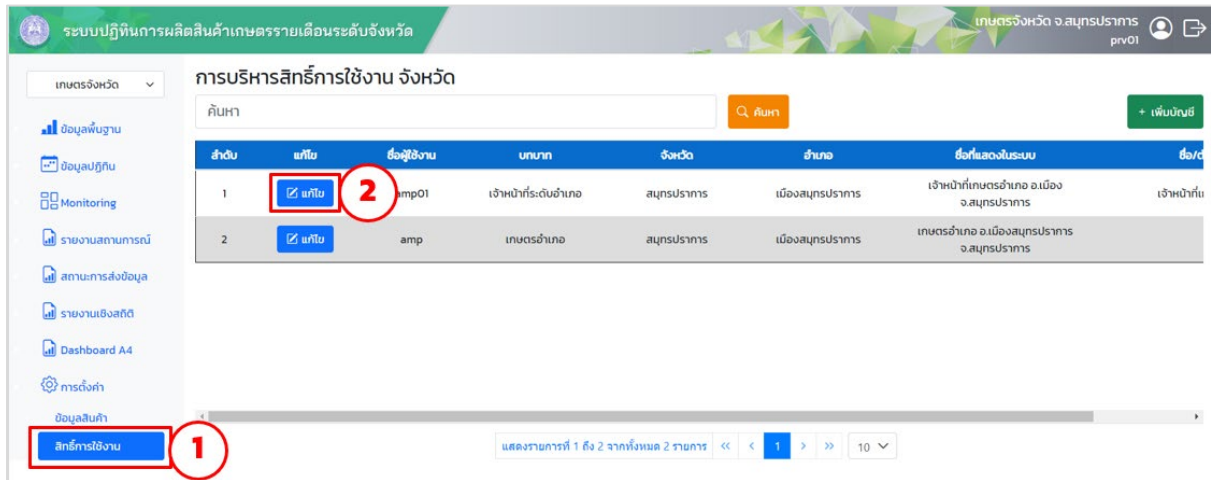 ระบบปฏิทินการผลิตสินค้าเกษตรรายเดือนระดับจังหวัด
เกษตรจังหวัด จ.สมุทรปราการ
prv01
เกษตรจังหวัด
การบริหารสิทธิ์การใช้งาน จังหวัด
ค้นหา
ค้นหา
+ เพิ่มบัญชี
ข้อมูลพื้นฐาน
ข้อมูลปฏิทิน
Monitoring
รายงานสถานการณ์
สถานะการส่งข้อมูล
รายงานเชิงสถิติ
Dashboard A4
การตั้งค่า
ข้อมูลสินค้า
สิทธิ์การใช้งาน
1
ลำดับ แก้ไข ชื่อผู้ใช้งาน บทบาท จังหวัด อำเภอ ชื่อที่แสดงในระบบ
1 แก้ไข 2 amp01 เจ้าหน้าที่ระดับอำเภอ สมุทรปราการ เมืองสมุทรปราการ เจ้าหน้าที่เกษตรอำเภอ อ.เมือง
จ.สมุทรปราการ
2 แก้ไข amp เกษตรอำเภอ สมุทรปราการ เมืองสมุทรปราการ เกษตรอำเภอ อ.เมืองสมุทรปราการ
จ.สมุทรปราการ
แสดงรายการที่ 1 ถึง 2 จากทั้งหมด 2 รายการ << < 1 > >> 10